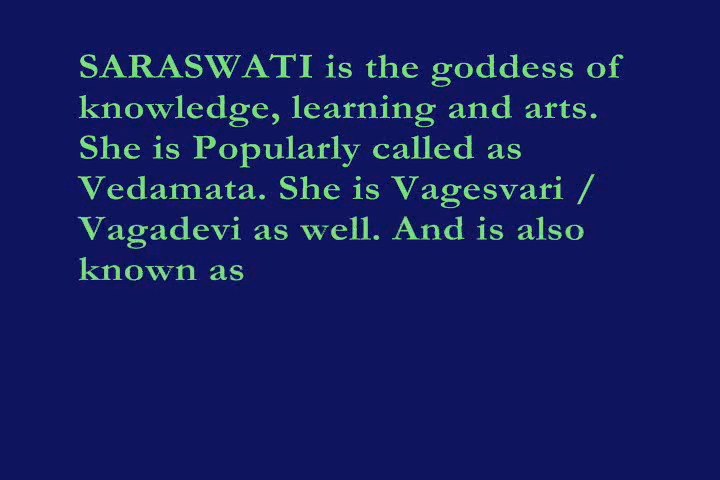 SARASWATI is the goddess of
knowledge, learning and arts.
She is Popularly called as
Vedamata. She is Vagesvari /
Vagadevi as well. And is also
known as